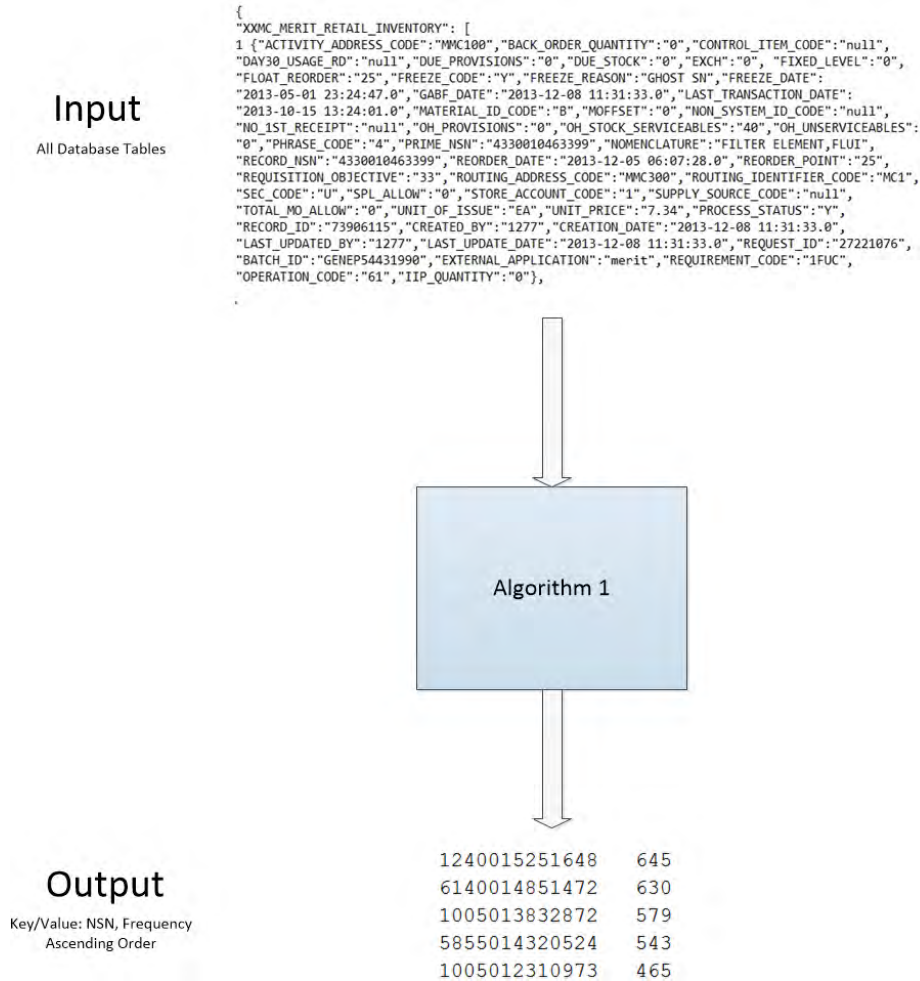 {
"XXMC_MERIT_RETAIL_INVENTORY": [
1 {"ACTIVITY_ADDRESS_CODE":"MMC100","BACK_ORDER_QUANTITY":"0","CONTROL_ITEM_CODE":"null",
"DAY30_USAGE_RD":"null","DUE_PROVISIONS":"0","DUE_STOCK":"0","EXCH":"0", "FIXED_LEVEL":"0",
"FLOAT_REORDER":"25","FREEZE_CODE":"Y","FREEZE_REASON":"GHOST SN","FREEZE_DATE":
"2013-05-01 23:24:47.0","GABF_DATE":"2013-12-08 11:31:33.0","LAST_TRANSACTION_DATE":
"2013-10-15 13:24:01.0","MATERIAL_ID_CODE":"B","MOFFSET":"0","NON_SYSTEM_ID_CODE":"null",
"NO_1ST_RECEIPT":"null","OH_PROVISIONS":"0","OH_STOCK_SERVICEABLES":"40","OH_UNSERVICEABLES":
"0","PHRASE_CODE":"4","PRIME_NSN":"4330010463399","NOMENCLATURE":"FILTER ELEMENT,FLUI",
"RECORD_NSN":"4330010463399","REORDER_DATE":"2013-12-05 06:07:28.0","REORDER_POINT":"25",
"REQUISITION_OBJECTIVE":"33","ROUTING_ADDRESS_CODE":"MMC300","ROUTING_IDENTIFIER_CODE":"MC1",
"SEC_CODE":"U","SPL_ALLOW":"0","STORE_ACCOUNT_CODE":"1","SUPPLY_SOURCE_CODE":"null",
"TOTAL_MO_ALLOW":"0","UNIT_OF_ISSUE":"EA","UNIT_PRICE":"7.34","PROCESS_STATUS":"Y",
"RECORD_ID":"73906115","CREATED_BY":"1277","CREATION_DATE":"2013-12-08 11:31:33.0",
"LAST_UPDATED_BY":"1277","LAST_UPDATE_DATE":"2013-12-08 11:31:33.0","REQUEST_ID":"27221076",
"BATCH_ID":"GENEP54431990","EXTERNAL_APPLICATION":"merit","REQUIREMENT_CODE":"1FUC",
"OPERATION_CODE":"61","IIP_QUANTITY":"0"},
.
Input
All Database Tables
Algorithm 1
Output
Key/Value: NSN, Frequency
Ascending Order
1240015251648 645
6140014851472 630
1005013832872 579
5855014320524 543
1005012310973 465